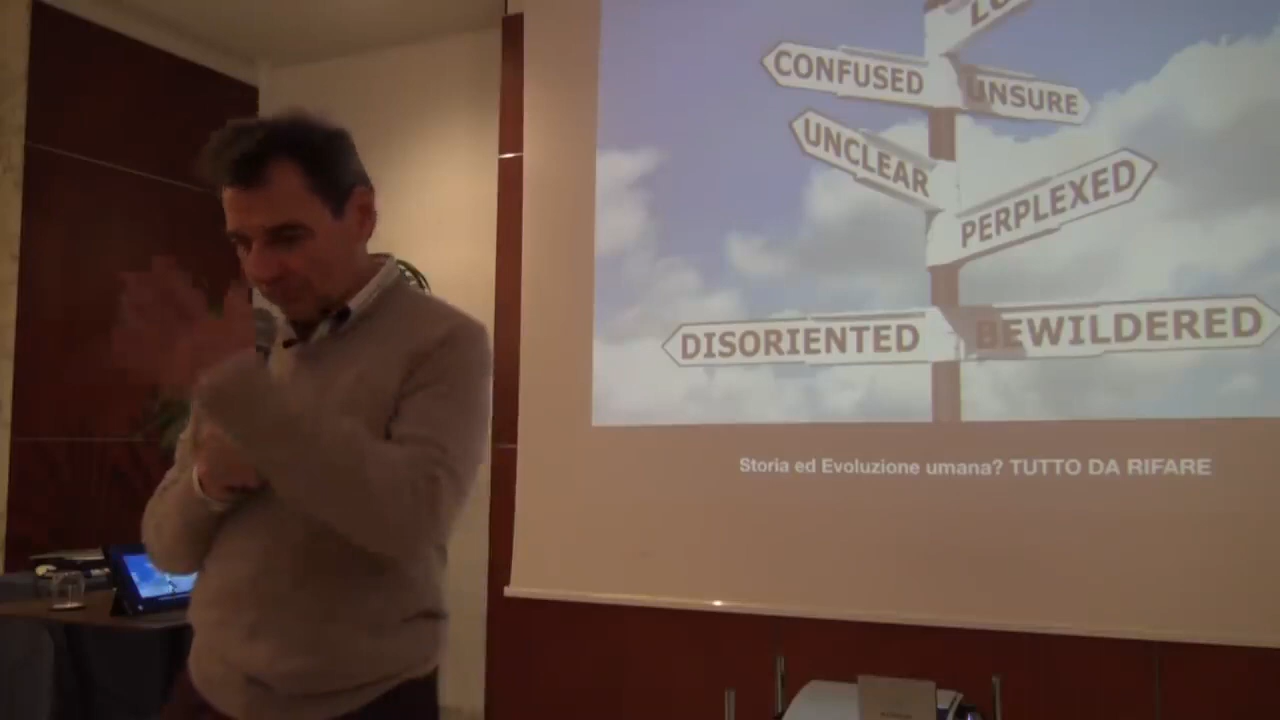 CONFUSED
UNSURE
UNCLEAR
PERPLEXED
DISORIENTED
BEWILDERED
Storia ed Evoluzione umana? TUTTO DA RIFARE